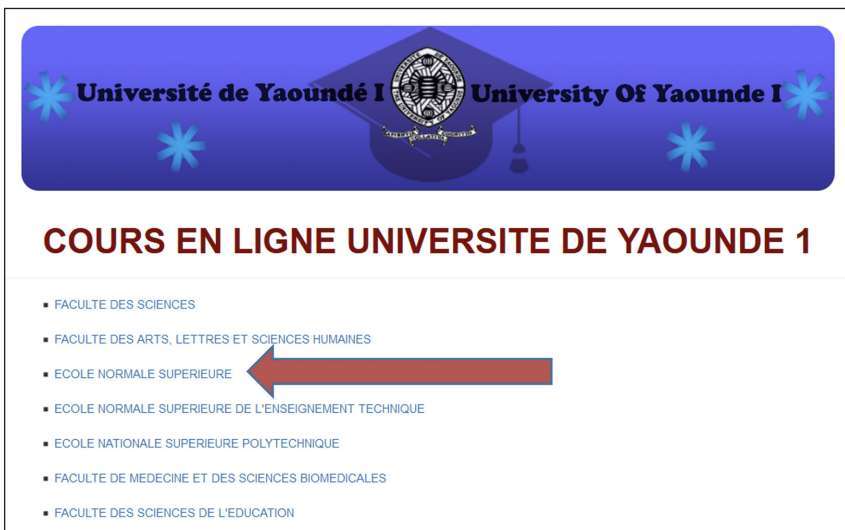 Université de Yaoundé I
University Of Yaounde I
COLLATIO
COURS EN LIGNE UNIVERSITE DE YAOUNDE 1
FACULTE DES SCIENCES
FACULTE DES ARTS, LETTRES ET SCIENCES HUMAINES
ECOLE NORMALE SUPERIEURE
ECOLE NORMALE SUPERIEURE DE L'ENSEIGNEMENT TECHNIQUE
ECOLE NATIONALE SUPERIEURE POLYTECHNIQUE
FACULTE DE MEDECINE ET DES SCIENCES BIOMEDICALES
FACULTE DES SCIENCES DE L'EDUCATION